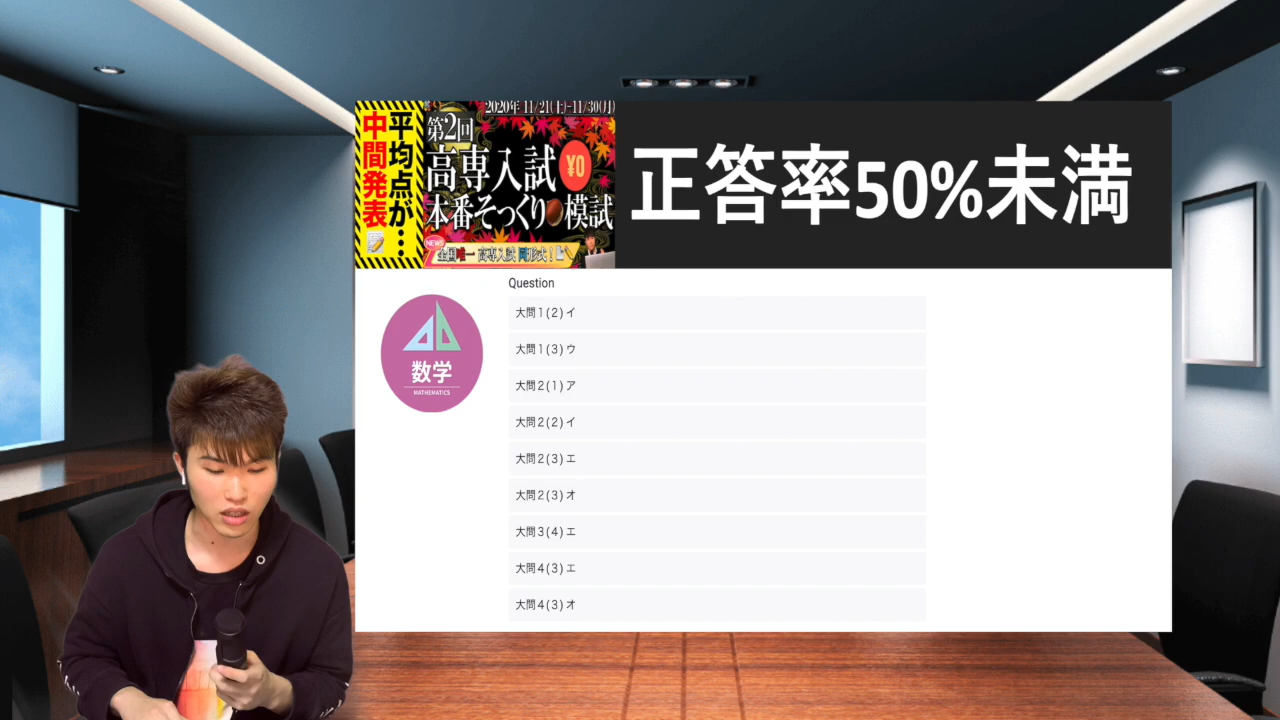 平均点が…
中間発表
2020年 11/21(土)-11/30(月)
第2回
高専入試
¥0
本番そっくり模試
NEWS
全国唯一 高専入試 同形式!
正答率50%未満
数学
MATHEMATICS
Question
大問1(2)イ
大問1(3)ウ
大問2(1)ア
大問2(2)イ
大問2(3)エ
大問2(3)オ
大問3(4)エ
大問4(3)エ
大問4(3)オ